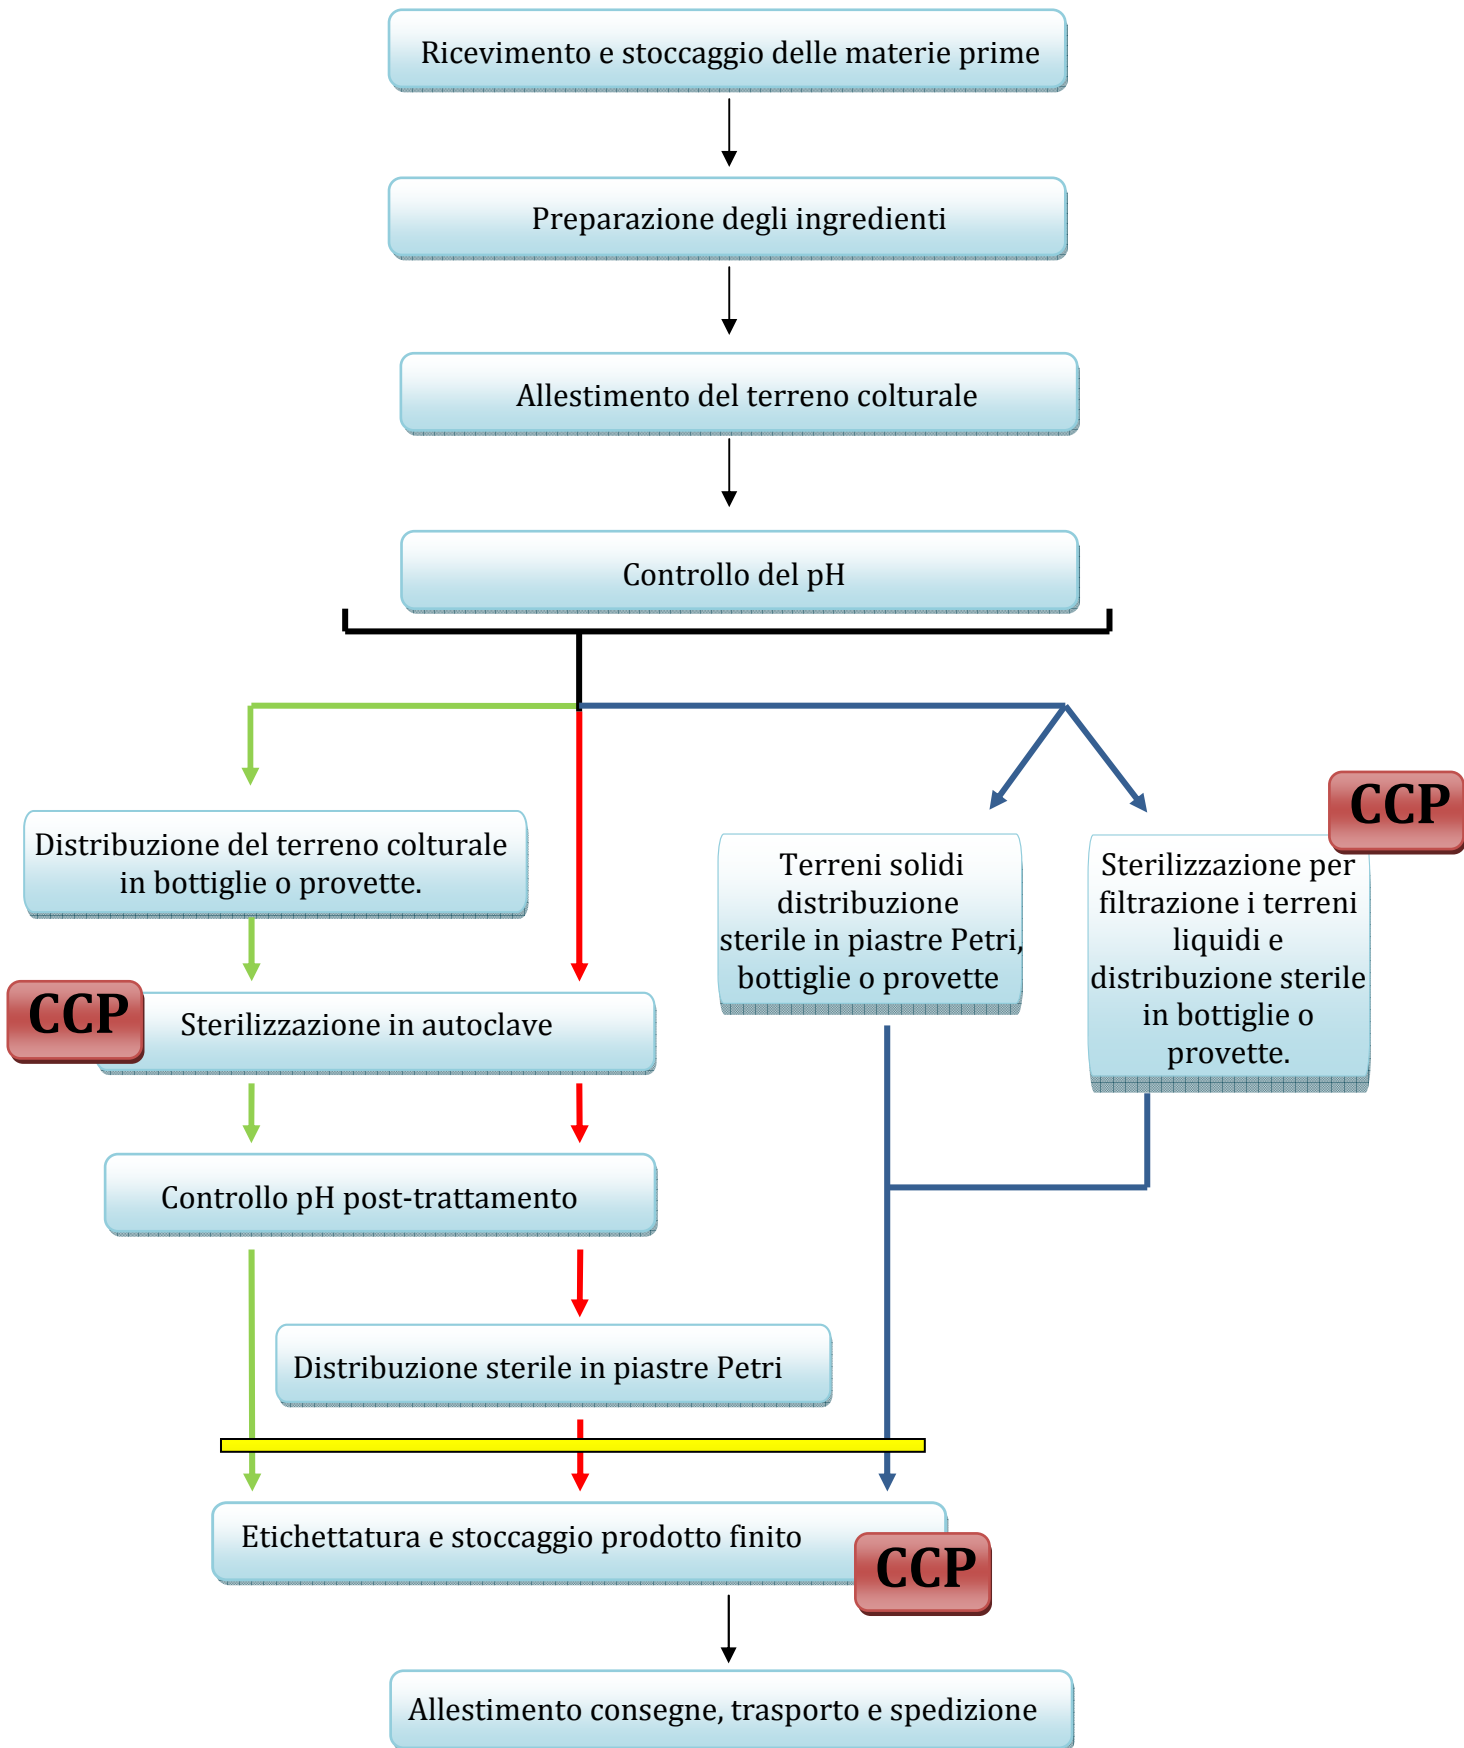 Ricevimento e stoccaggio delle materie prime
Preparazione degli ingredienti
Allestimento del terreno colturale
Controllo del pH
Distribuzione del terreno colturale
in bottiglie o provette.
Terreni solidi
distribuzione
sterile in piastre Petri,
bottiglie o provette
CCP
Sterilizzazione per
filtrazione i terreni
liquidi e
distribuzione sterile
in bottiglie o
provette.
CCP
Sterilizzazione in autoclave
Controllo pH post-trattamento
Distribuzione sterile in piastre Petri
Etichettatura e stoccaggio prodotto finito
CCP
Allestimento consegne, trasporto e spedizione